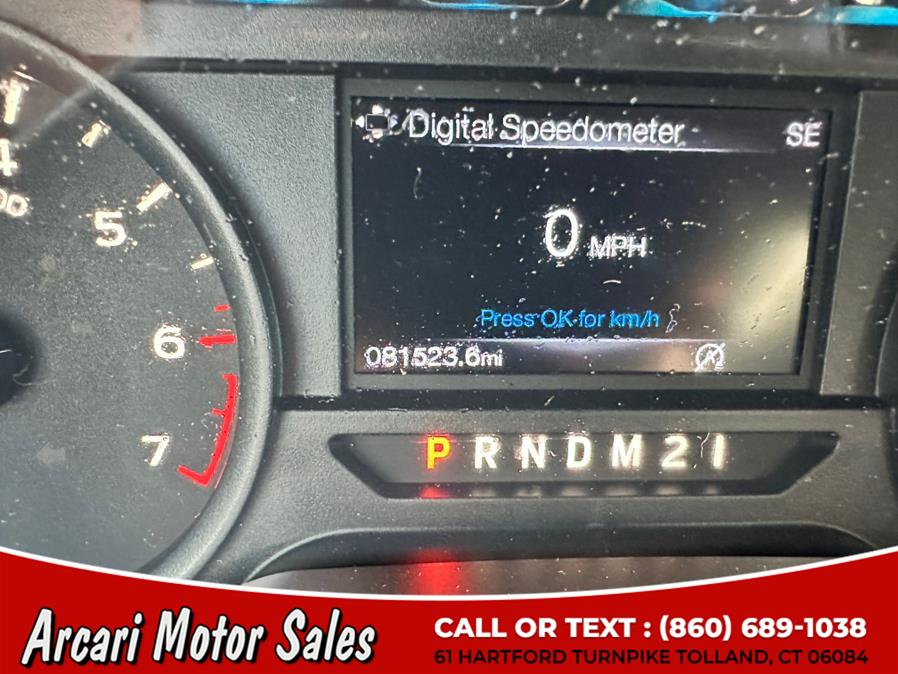 Digital Speedometer SE
0 MPH
Press OK for km/h
081523.6mi
4
5
6
7
P R N D M 2 1
Arcari Motor Sales
CALL OR TEXT : (860) 689-1038
61 HARTFORD TURNPIKE TOLLAND, CT 06084